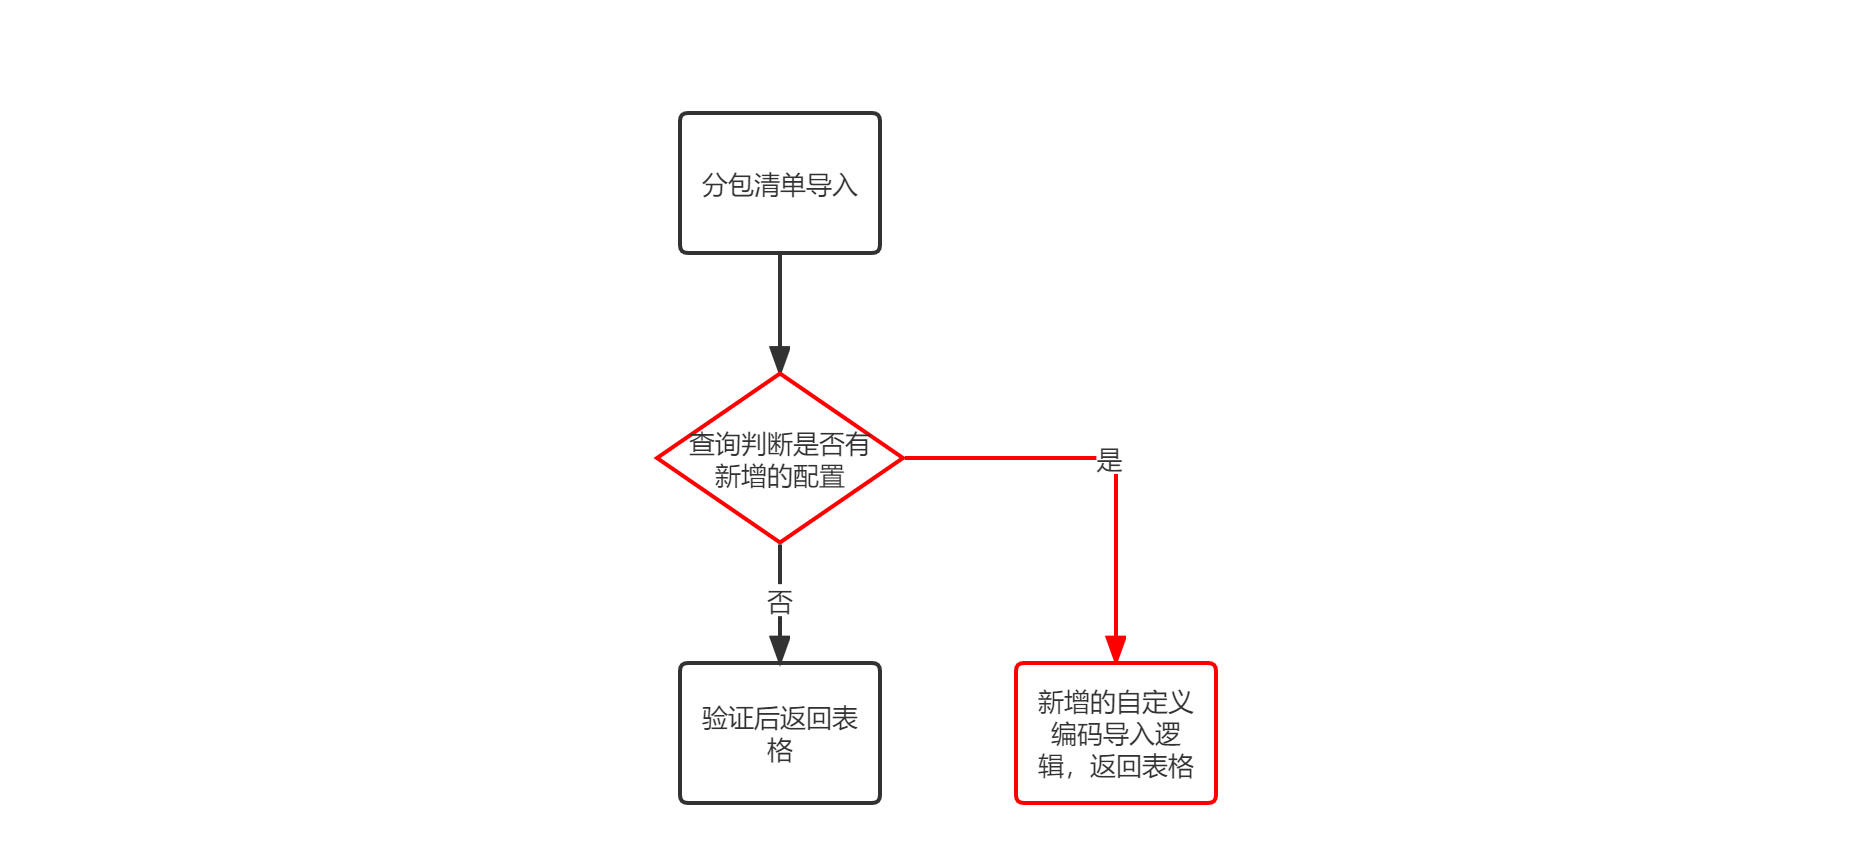 分包清单导入
查询判断是否有
新增的配置
是
否
验证后返回表
格
新增的自定义
编码导入逻
辑，返回表格